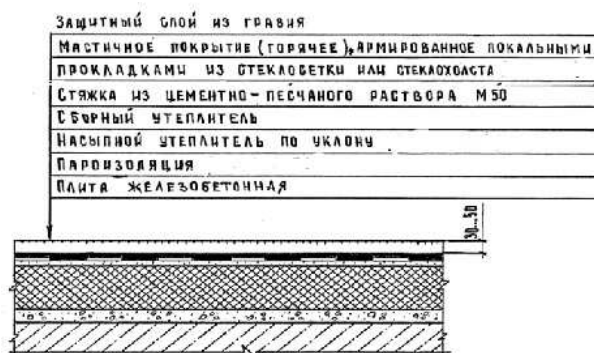 ЗАЩИТНЫЙ СЛОЙ ИЗ ГРАВИЯ
МАСТИЧНОЕ ПОКРЫТИЕ (ГОРЯЧЕЕ), АРМИРОВАННОЕ ЛОКАЛЬНЫМИ
ПРОКЛАДКАМИ ИЗ СТЕКЛОСЕТКИ ИЛИ СТЕКЛОХОЛСТА
СТЯЖКА ИЗ ЦЕМЕНТНО-ПЕСЧАНОГО РАСТВОРА М50
СБОРНЫЙ УТЕПЛИТЕЛЬ
НАСЫПНОЙ УТЕПЛИТЕЛЬ ПО УКЛОНУ
ПАРОИЗОЛЯЦИЯ
ПЛИТА ЖЕЛЕЗОБЕТОННАЯ
30...50